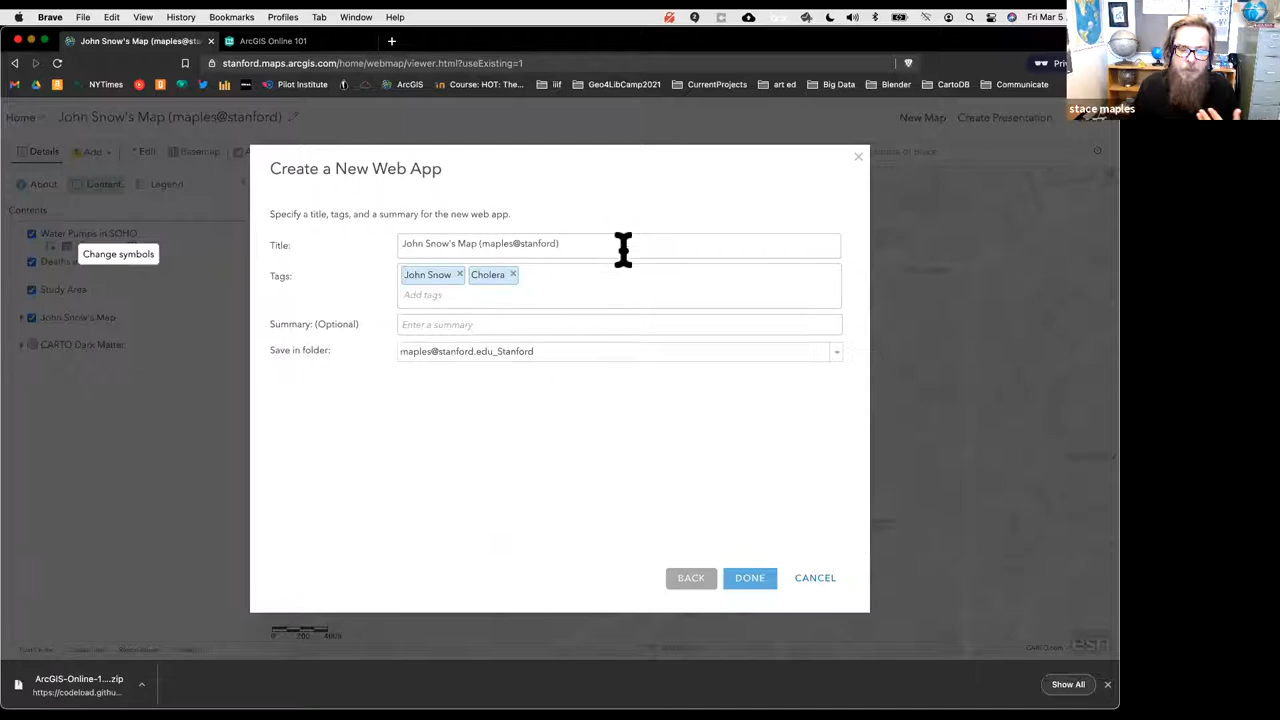 Brave File Edit View History Bookmarks Profiles Tab Window Help Fri Mar 5
John Snow's Map (maples@sta
ArcGIS Online 101
stanford.maps.arcgis.com/home/webmap/viewer.html?useExisting=1
NYTimes Pilot Institute ArcGIS Course: HOT: The... iiif Geo4LibCamp2021 CurrentProjects art ed Big Data Blender CartoDB Communicate
stace maples
Home John Snow's Map (maples@stanford) New Map Create Presentation
Details Add Edit Basemap
About Content Legend
Contents
Water Pumps in SOHO
Change symbols
Deaths
Study Area
John Snow's Map
CARTO Dark Matter
Create a New Web App
Specify a title, tags, and a summary for the new web app.
Title: John Snow's Map (maples@stanford)
Tags: John Snow Cholera
Add tags
Summary: (Optional) Enter a summary
Save in folder: maples@stanford.edu_Stanford
BACK DONE CANCEL
esri
ArcGIS-Online-1....zip
https://codeload.githu...
Show All